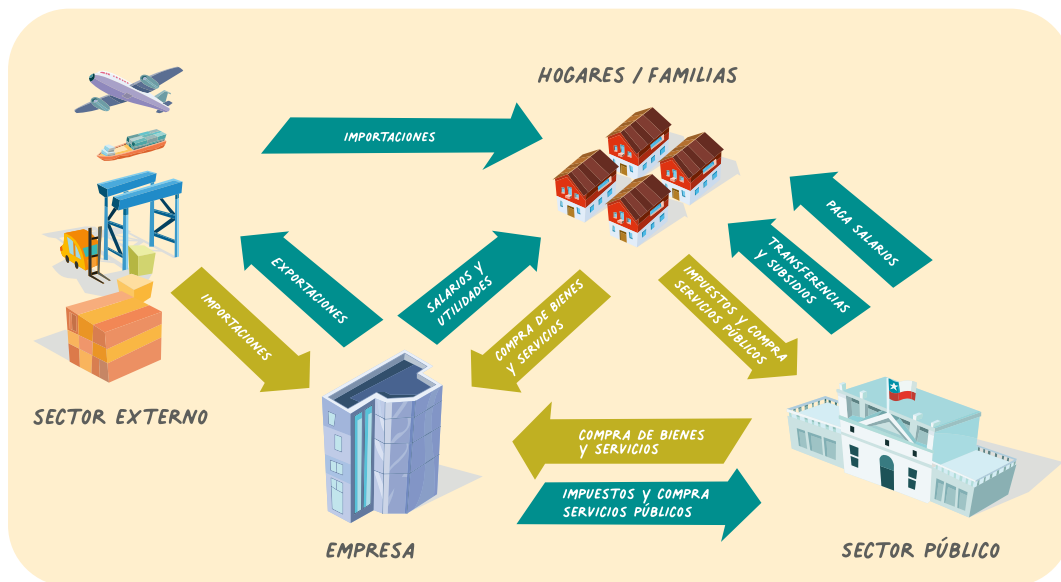 HOGARES / FAMILIAS
IMPORTACIONES
PAGA SALARIOS
TRANSFERENCIAS
Y SUBSIDIOS
EXPORTACIONES
SALARIOS Y
UTILIDADES
IMPUESTOS Y COMPRA
SERVICIOS PÚBLICOS
IMPORTACIONES
COMPRA DE BIENES
Y SERVICIOS
SECTOR EXTERNO
COMPRA DE BIENES
Y SERVICIOS
IMPUESTOS Y COMPRA
SERVICIOS PÚBLICOS
EMPRESA
SECTOR PÚBLICO